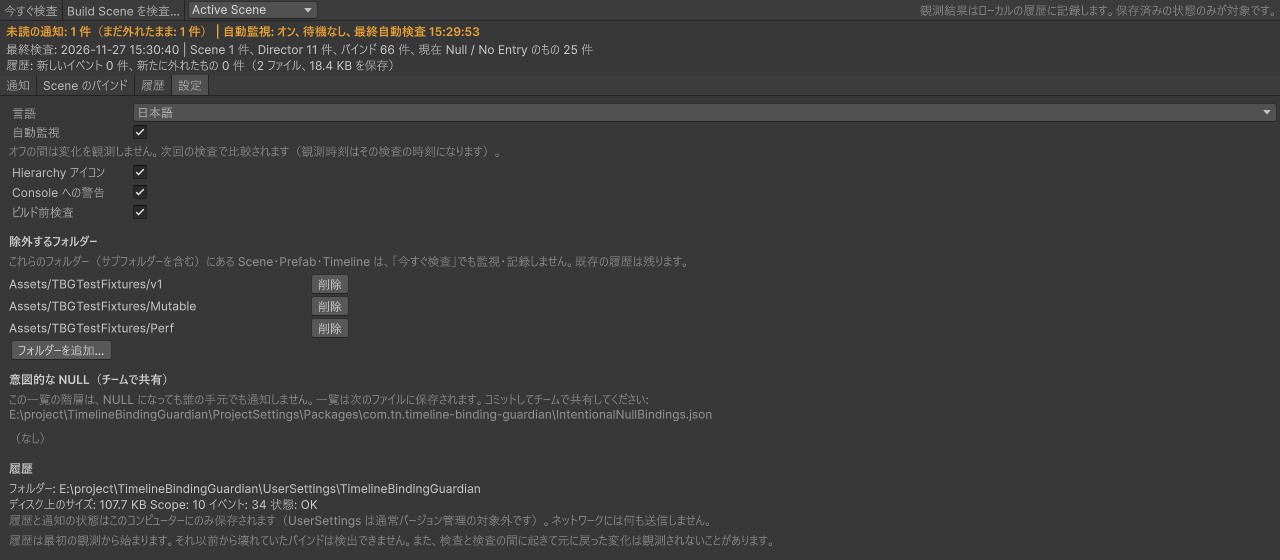 今すぐ検査 Build Scene を検査... Active Scene 観測結果はローカルの履歴に記録します。保存済みの状態のみが対象です。
未読の通知: 1 件（まだ外れたまま: 1 件） | 自動監視: オン、待機なし、最終自動検査 15:29:53
最終検査: 2026-11-27 15:30:40 | Scene 1 件、Director 11 件、バインド 66 件、現在 Null / No Entry のもの 25 件
履歴: 新しいイベント 0 件、新たに外れたもの 0 件（2 ファイル、18.4 KB を保存）
通知 Scene のバインド 履歴 設定
言語 日本語
自動監視
オフの間は変化を観測しません。次回の検査で比較されます（観測時刻はその検査の時刻になります）。
Hierarchy アイコン
Console への警告
ビルド前検査
除外するフォルダー
これらのフォルダー（サブフォルダーを含む）にある Scene・Prefab・Timeline は、「今すぐ検査」でも監視・記録しません。既存の履歴は残ります。
Assets/TBGTestFixtures/v1 削除
Assets/TBGTestFixtures/Mutable 削除
Assets/TBGTestFixtures/Perf 削除
フォルダーを追加...
意図的な NULL（チームで共有）
この一覧の階層は、NULL になっても誰の手元でも通知しません。一覧は次のファイルに保存されます。コミットしてチームで共有してください:
E:\project\TimelineBindingGuardian\ProjectSettings\Packages\com.tn.timeline-binding-guardian\IntentionalNullBindings.json
（なし）
履歴
フォルダー: E:\project\TimelineBindingGuardian\UserSettings\TimelineBindingGuardian
ディスク上のサイズ: 107.7 KB Scope: 10 イベント: 34 状態: OK
履歴と通知の状態はこのコンピューターにのみ保存されます（UserSettings は通常バージョン管理の対象外です）。ネットワークには何も送信しません。
履歴は最初の観測から始まります。それ以前から壊れていたバインドは検出できません。また、検査と検査の間に起きて元に戻った変化は観測されないことがあります。